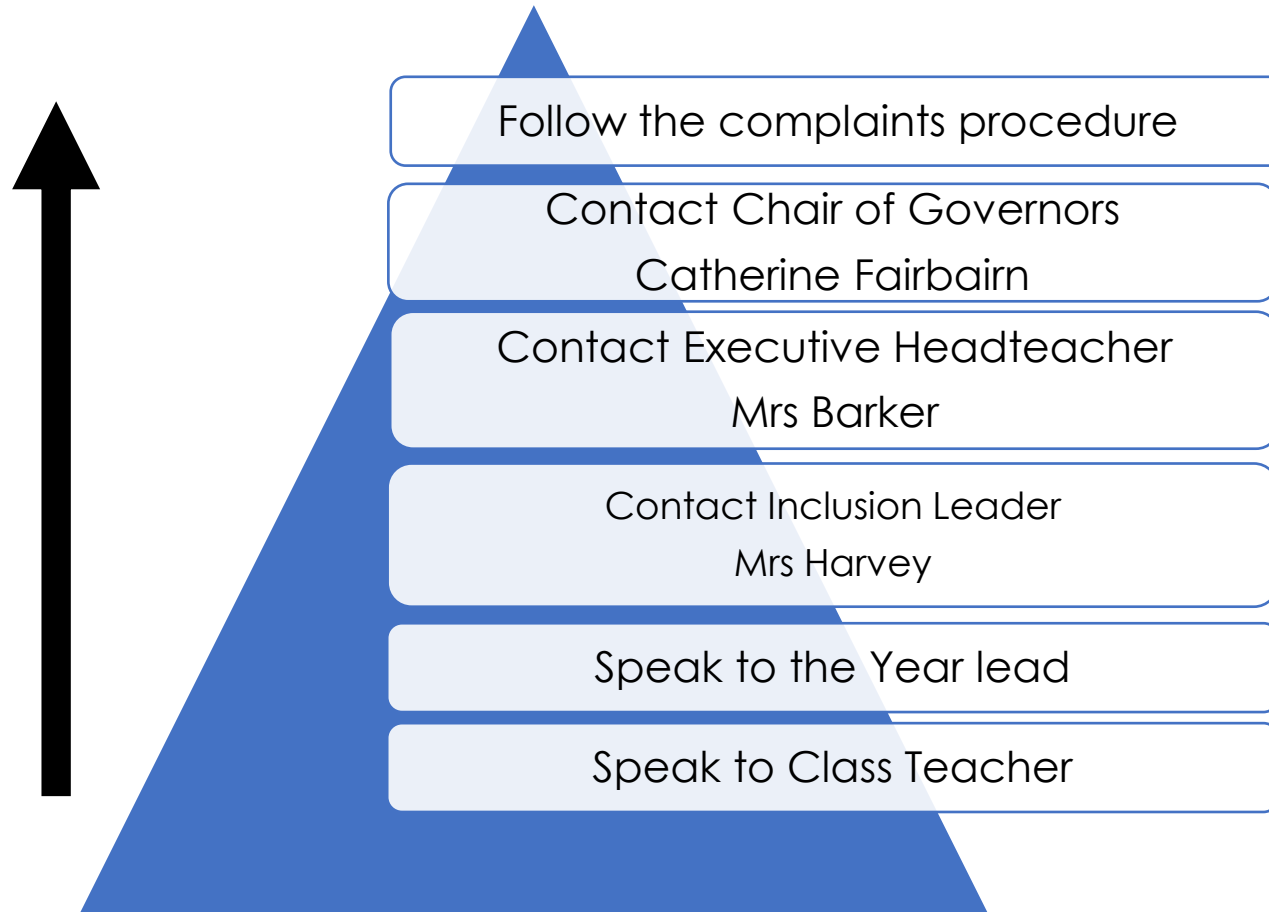 Follow the complaints procedure
Contact Chair of Governors
Catherine Fairbairn
Contact Executive Headteacher
Mrs Barker
Contact Inclusion Leader
Mrs Harvey
Speak to the Year lead
Speak to Class Teacher